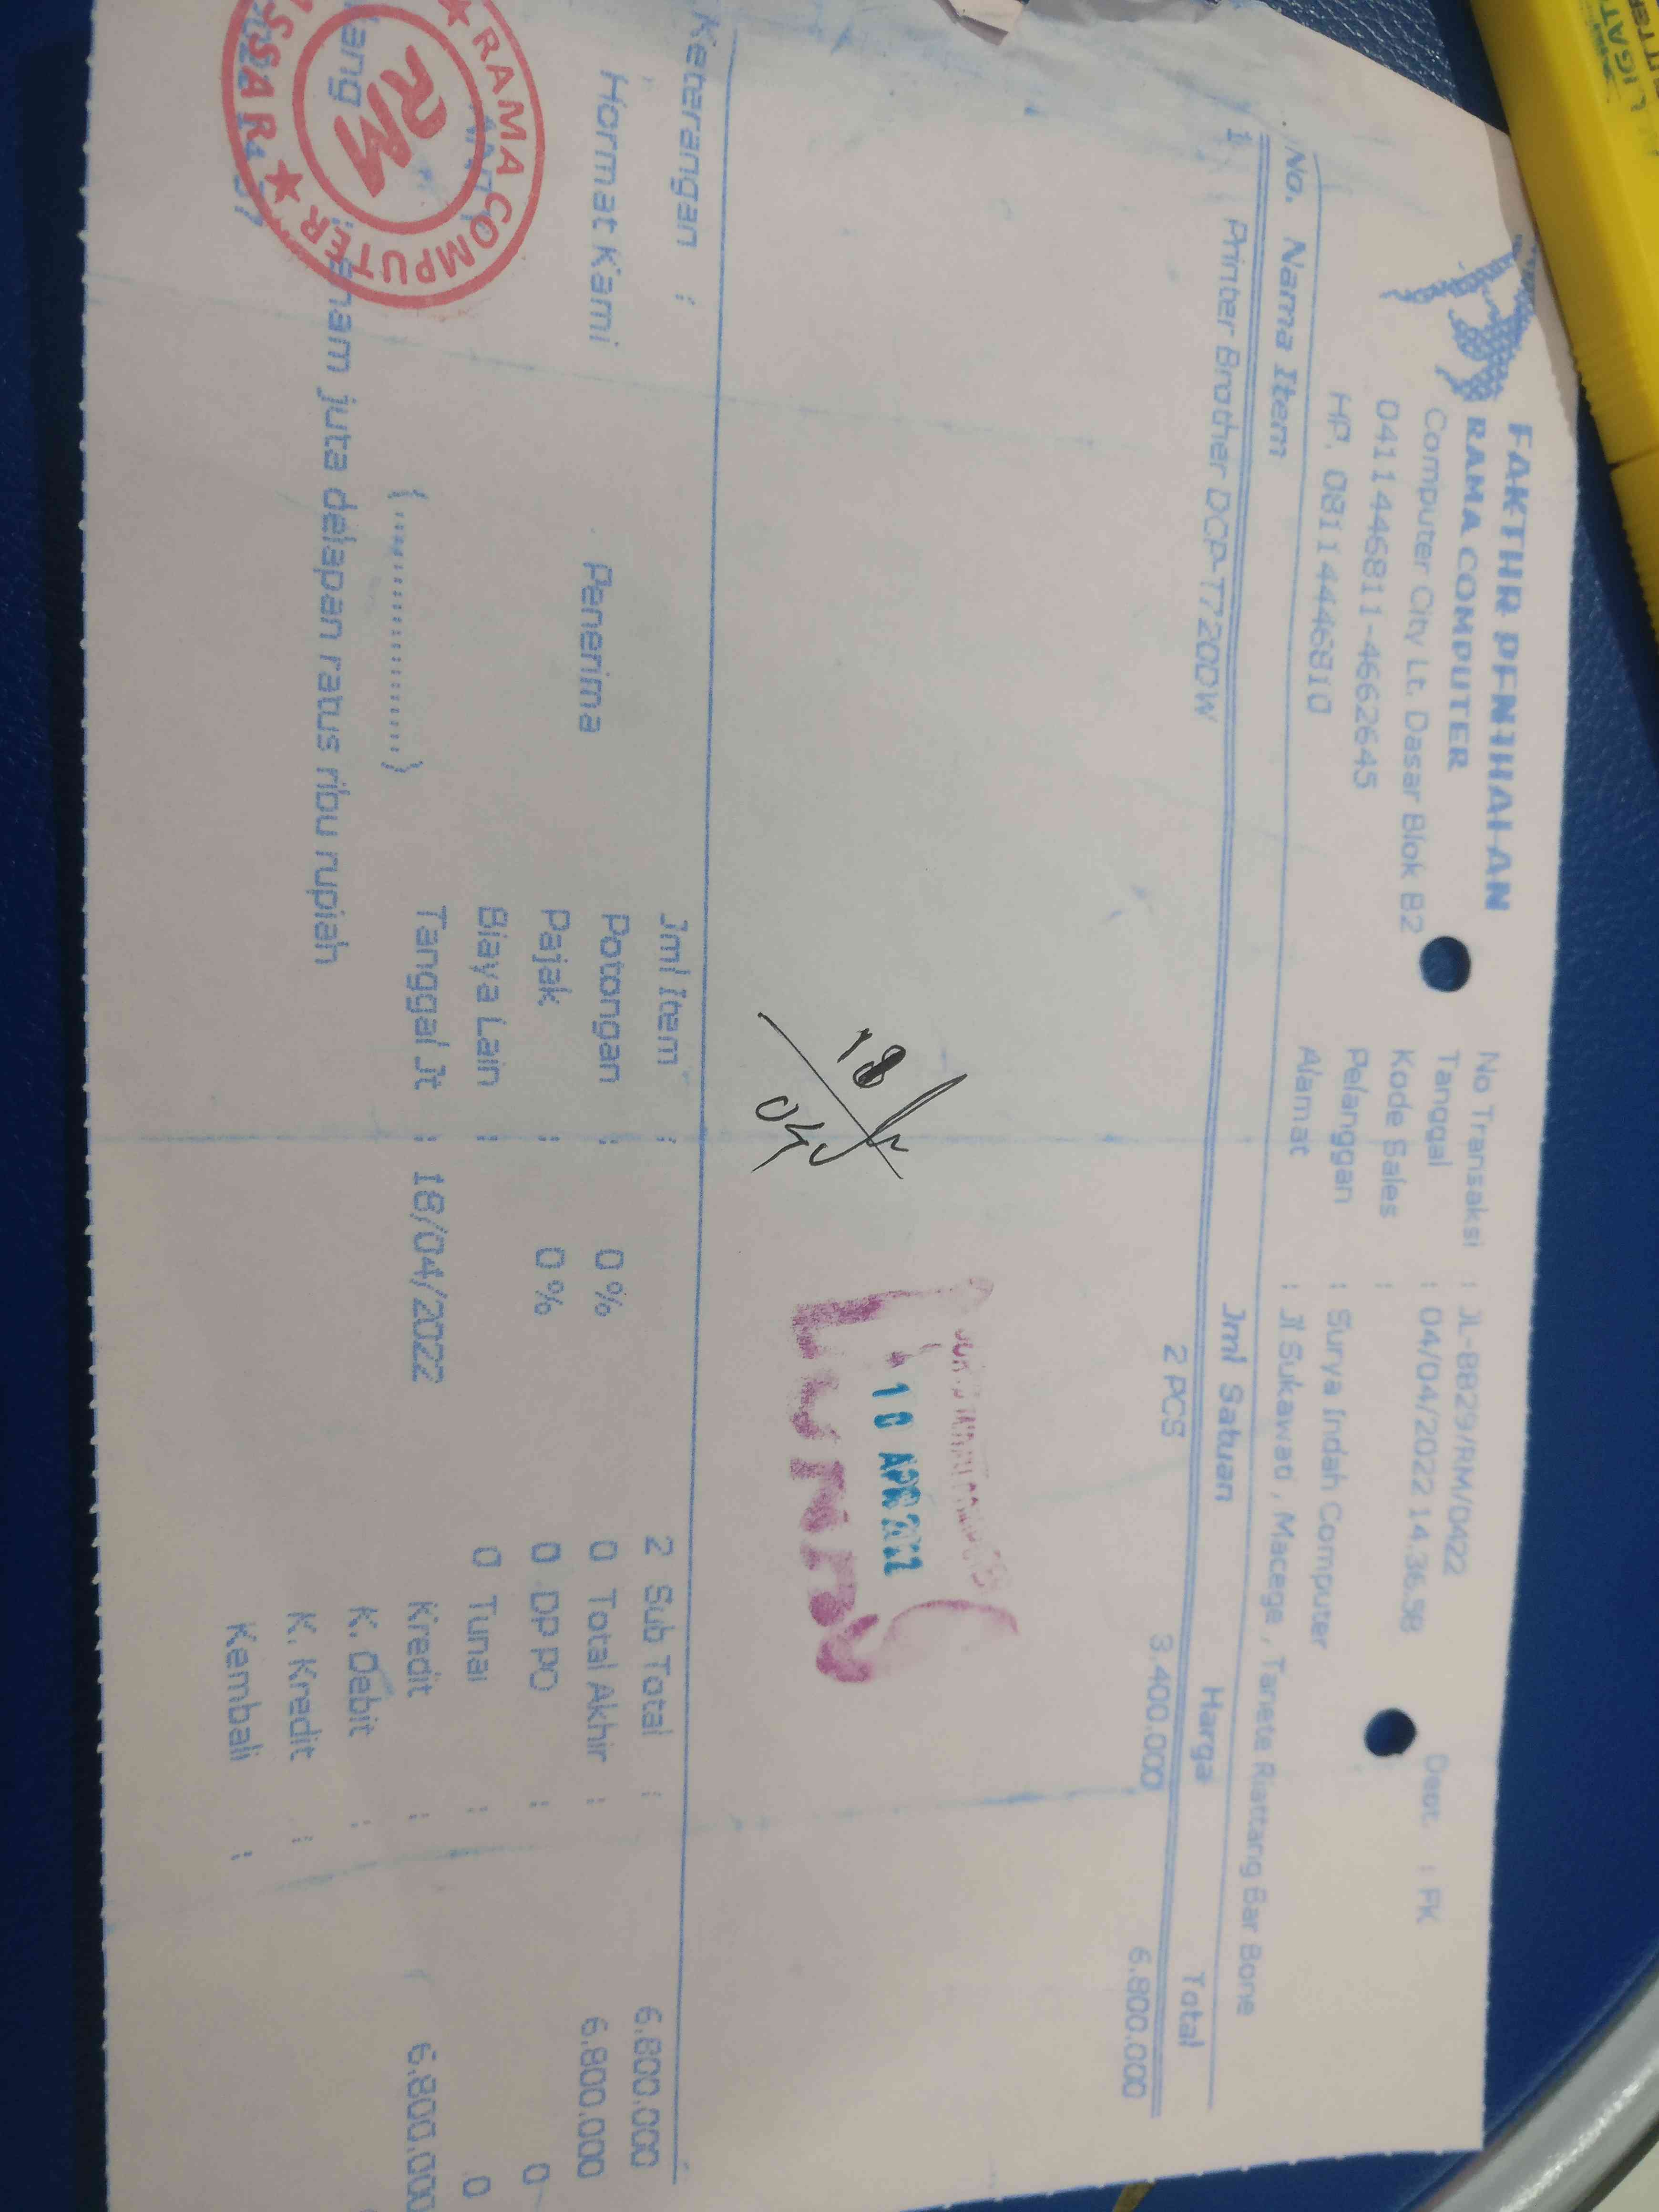 FAKTUR PENJUALAN
RAMA COMPUTER
Computer City Lt. Dasar Blok B2
0411446811-4662645
HP. 08114446810
No Transaksi : JL-8829/RM/0422
Tanggal : 04/04/2022 14.36.58
Dept. : FK
Kode Sales :
Pelanggan : Surya Indah Computer
Alamat : Jl Sukawati , Macege , Tanete Riattang Bar Bone
No. Nama Item Jml Satuan Harga Total
1 Printer Brother DCP-T720DW 2 PCS 3.400.000 6.800.000
18/04
18 APR 2022
LUNAS
Keterangan :
Hormat Kami
Penerima
(..................)
Jml Item : 2
Potongan : 0 % 0
Pajak : 0 % 0
Biaya Lain : 0
Tanggal Jt : 18/04/2022
Sub Total : 6.800.000
Total Akhir : 6.800.000
DP PO : 0
Tunai : 0
Kredit : 6.800.000
K. Debit :
K. Kredit :
Kembali :
enam juta delapan ratus ribu rupiah
RAMA COMPUTER
RM